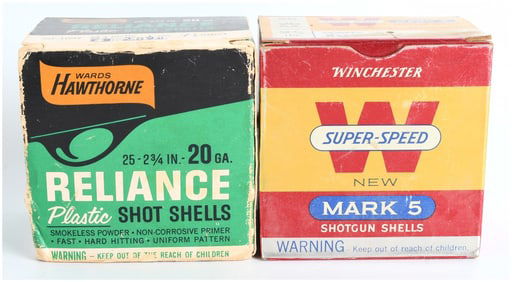 WARDS
HAWTHORNE
25 - 2¾ IN. - 20 GA.
RELIANCE
Plastic SHOT SHELLS
SMOKELESS POWDER • NON-CORROSIVE PRIMER
• FAST • HARD HITTING • UNIFORM PATTERN
WARNING - KEEP OUT OF THE REACH OF CHILDREN
WINCHESTER
W
SUPER-SPEED
NEW
MARK 5
SHOTGUN SHELLS
WARNING - Keep out of reach of children.